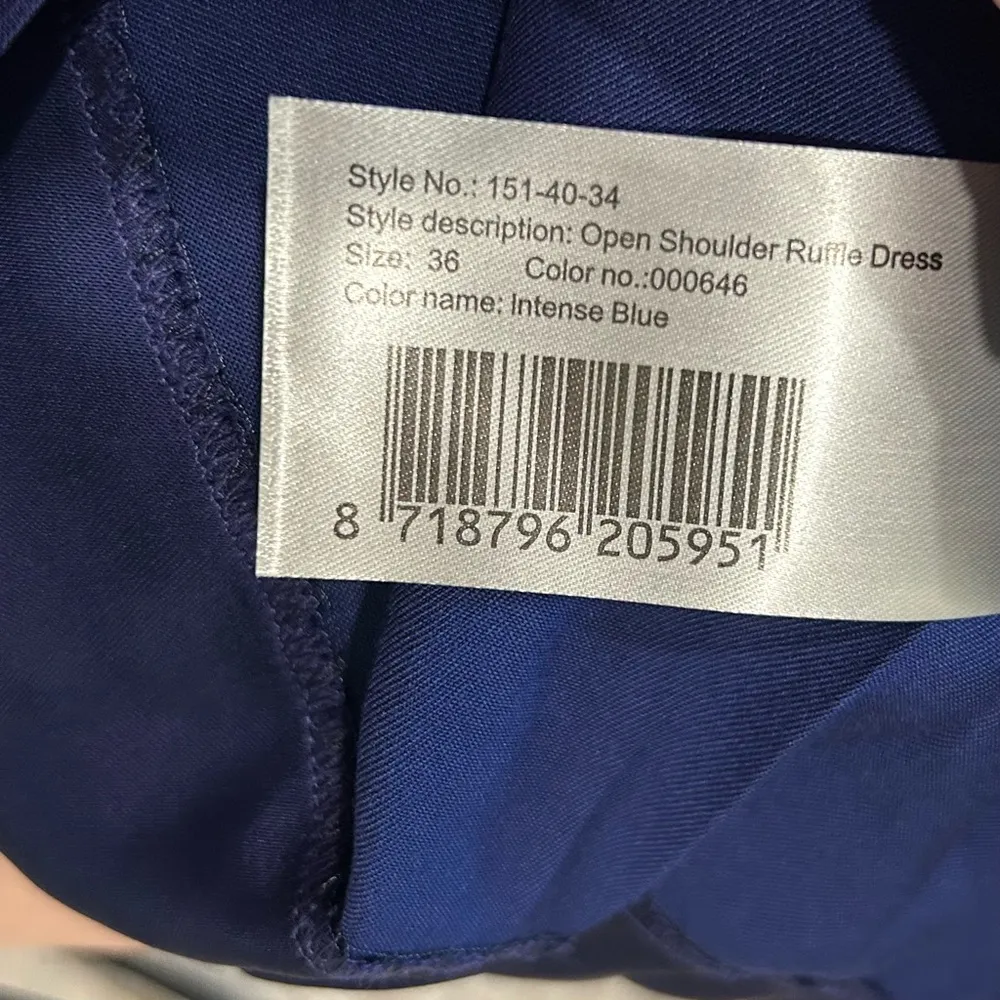 Style No.: 151-40-34
Style description: Open Shoulder Ruffle Dress
Size: 36 Color no.:000646
Color name: Intense Blue
8 718796 205951